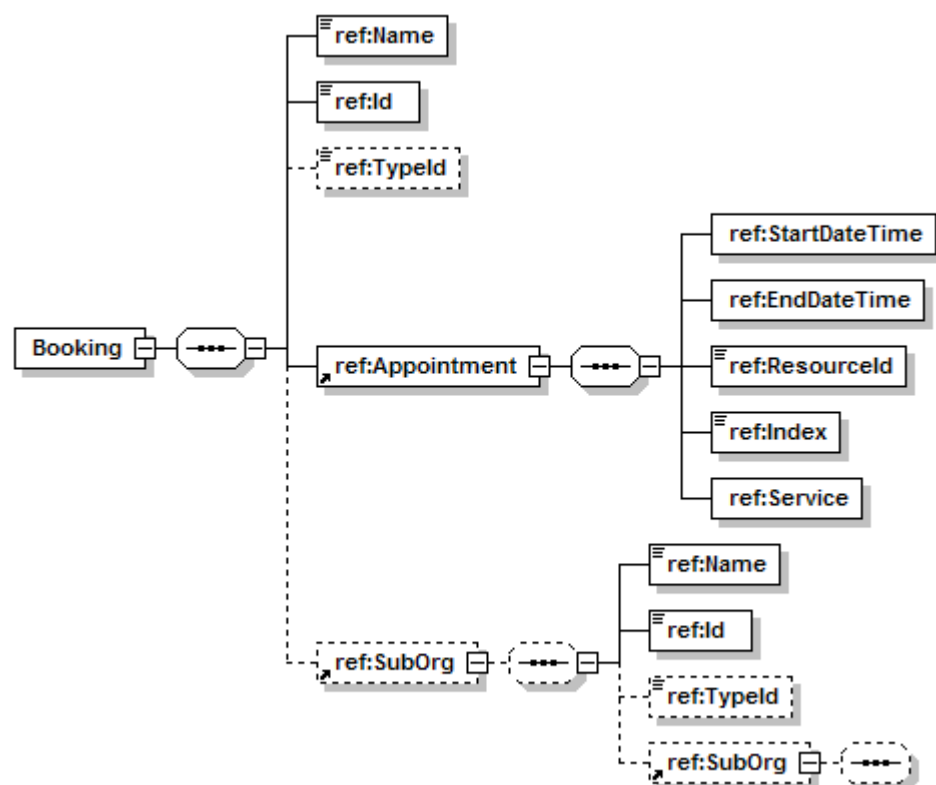 ref:Name
ref:Id
ref:TypeId
ref:StartDateTime
ref:EndDateTime
Booking
ref:Appointment
ref:ResourceId
ref:Index
ref:Service
ref:Name
ref:Id
ref:SubOrg
ref:TypeId
ref:SubOrg